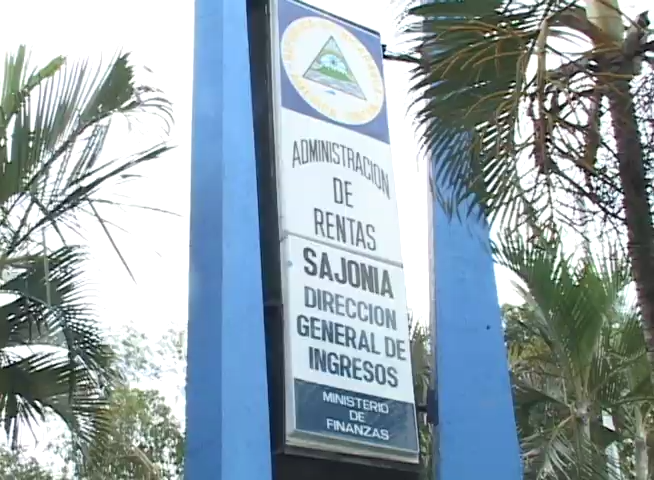 ADMINISTRACION
DE
RENTAS
SAJONIA
DIRECCION
GENERAL DE
INGRESOS
MINISTERIO
DE
FINANZAS